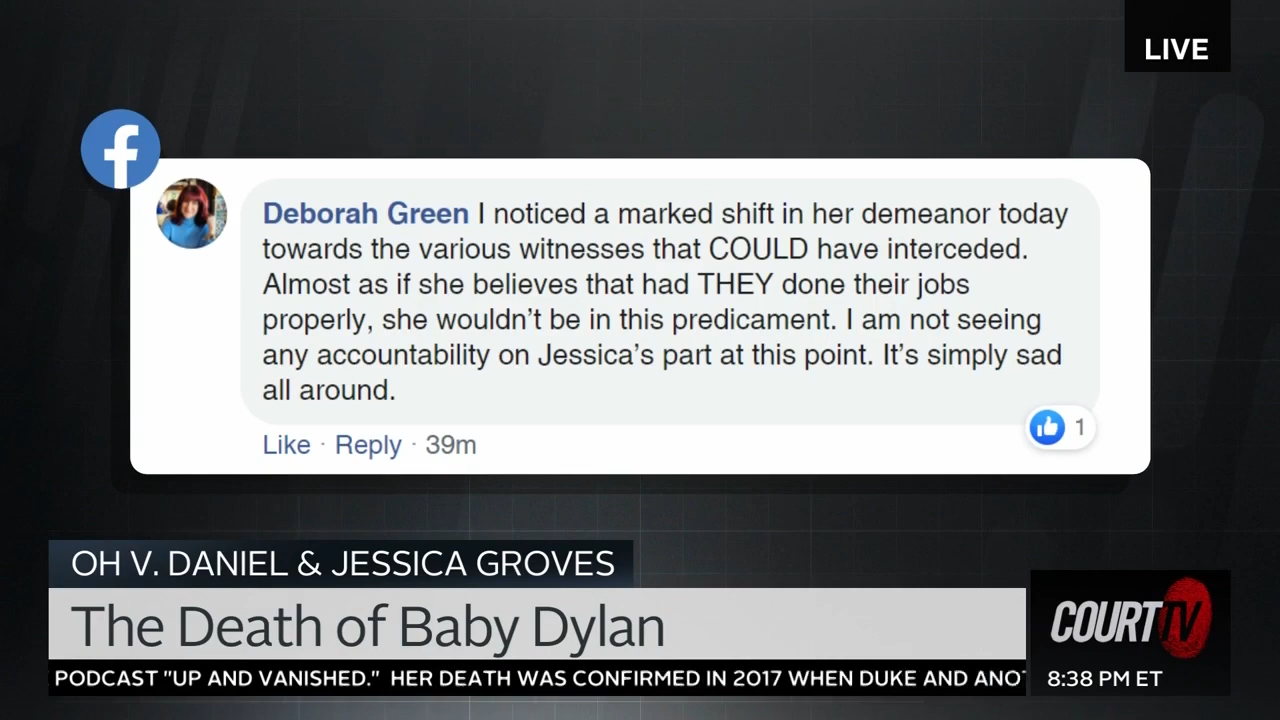 LIVE
f
Deborah Green I noticed a marked shift in her demeanor today
towards the various witnesses that COULD have interceded.
Almost as if she believes that had THEY done their jobs
properly, she wouldn’t be in this predicament. I am not seeing
any accountability on Jessica’s part at this point. It’s simply sad
all around.
Like · Reply · 39m
1
OH V. DANIEL & JESSICA GROVES
The Death of Baby Dylan
COURT TV
PODCAST "UP AND VANISHED." HER DEATH WAS CONFIRMED IN 2017 WHEN DUKE AND
8:38 PM ET